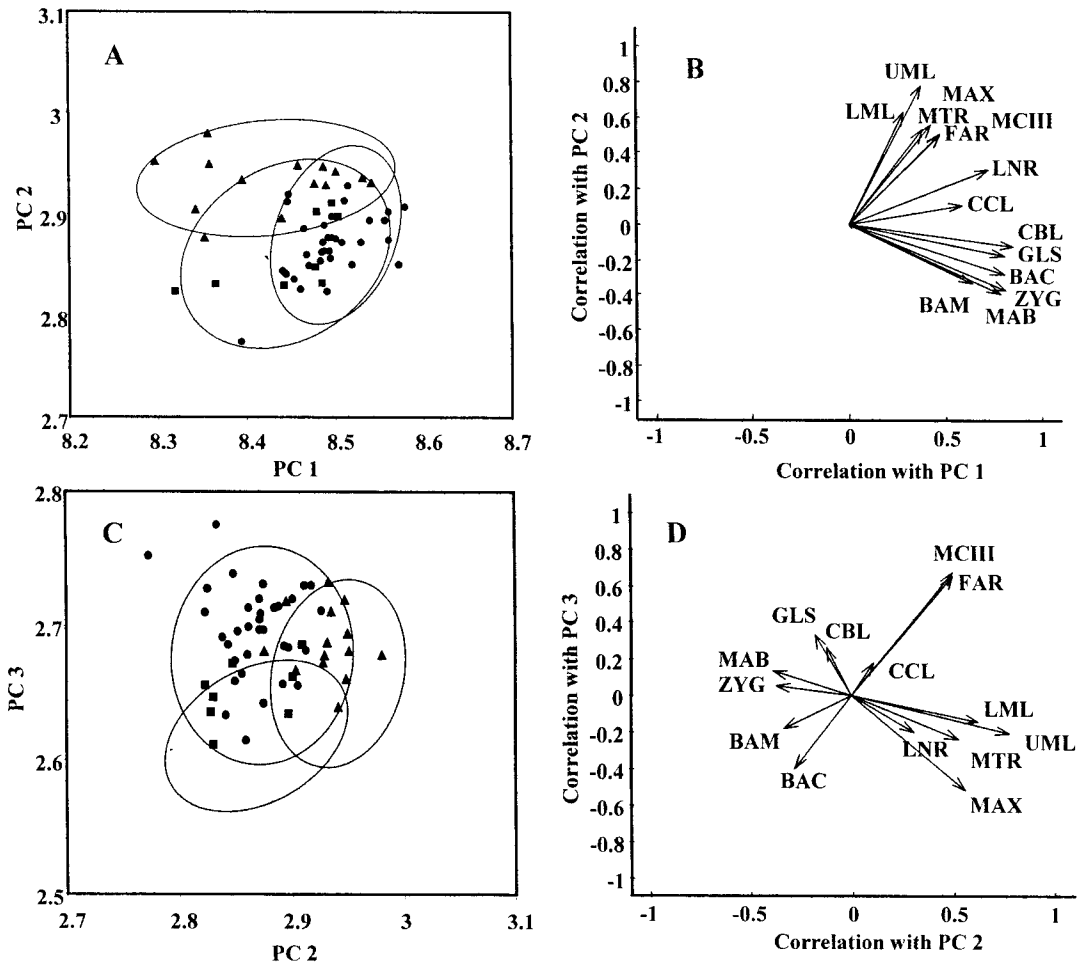 A
3.1
3
2.9
2.8
2.7
PC 2
8.2
8.3
8.4
8.5
8.6
8.7
PC 1
B
1
0.8
0.6
0.4
0.2
0
-0.2
-0.4
-0.6
-0.8
-1
Correlation with PC 2
UML
MAX
LML
MTR
MCIII
FAR
LNR
CCL
CBL
GLS
BAC
ZYG
BAM
MAB
-1
-0.5
0
0.5
1
Correlation with PC 1
C
2.8
2.7
2.6
2.5
PC 3
2.7
2.8
2.9
3
3.1
PC 2
D
1
0.8
0.6
0.4
0.2
0
-0.2
-0.4
-0.6
-0.8
-1
Correlation with PC 3
MCIII
FAR
GLS
CBL
CCL
MAB
ZYG
LML
BAM
LNR
UML
MTR
BAC
MAX
-1
-0.5
0
0.5
1
Correlation with PC 2